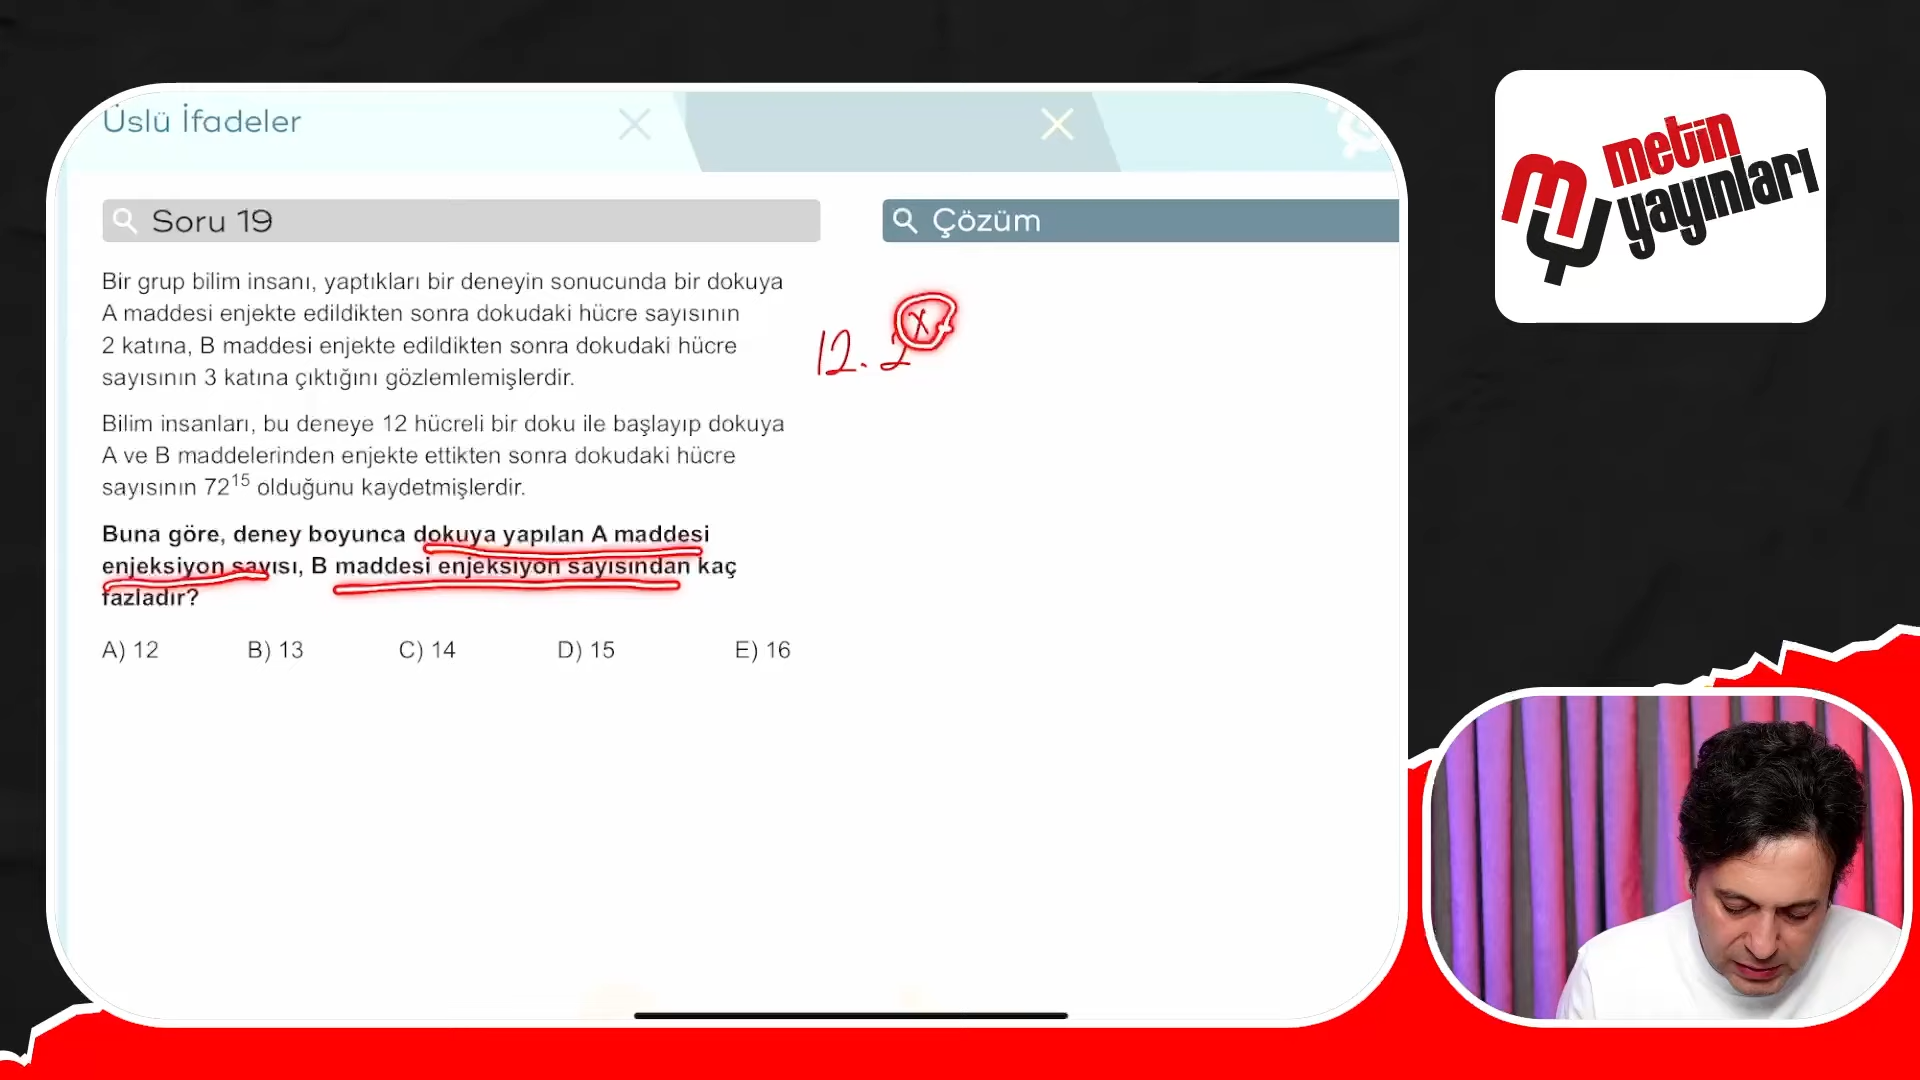 Üslü İfadeler
Soru 19
Bir grup bilim insanı, yaptıkları bir deneyin sonucunda bir dokuya
A maddesi enjekte edildikten sonra dokudaki hücre sayısının
2 katına, B maddesi enjekte edildikten sonra dokudaki hücre
sayısının 3 katına çıktığını gözlemlemişlerdir.
Bilim insanları, bu deneye 12 hücreli bir doku ile başlayıp dokuya
A ve B maddelerinden enjekte ettikten sonra dokudaki hücre
sayısının 72¹⁵ olduğunu kaydetmişlerdir.
Buna göre, deney boyunca dokuya yapılan A maddesi
enjeksiyon sayısı, B maddesi enjeksiyon sayısından kaç
fazladır?
A) 12 B) 13 C) 14 D) 15 E) 16
Çözüm
12. 2ˣ
metin
yayınları